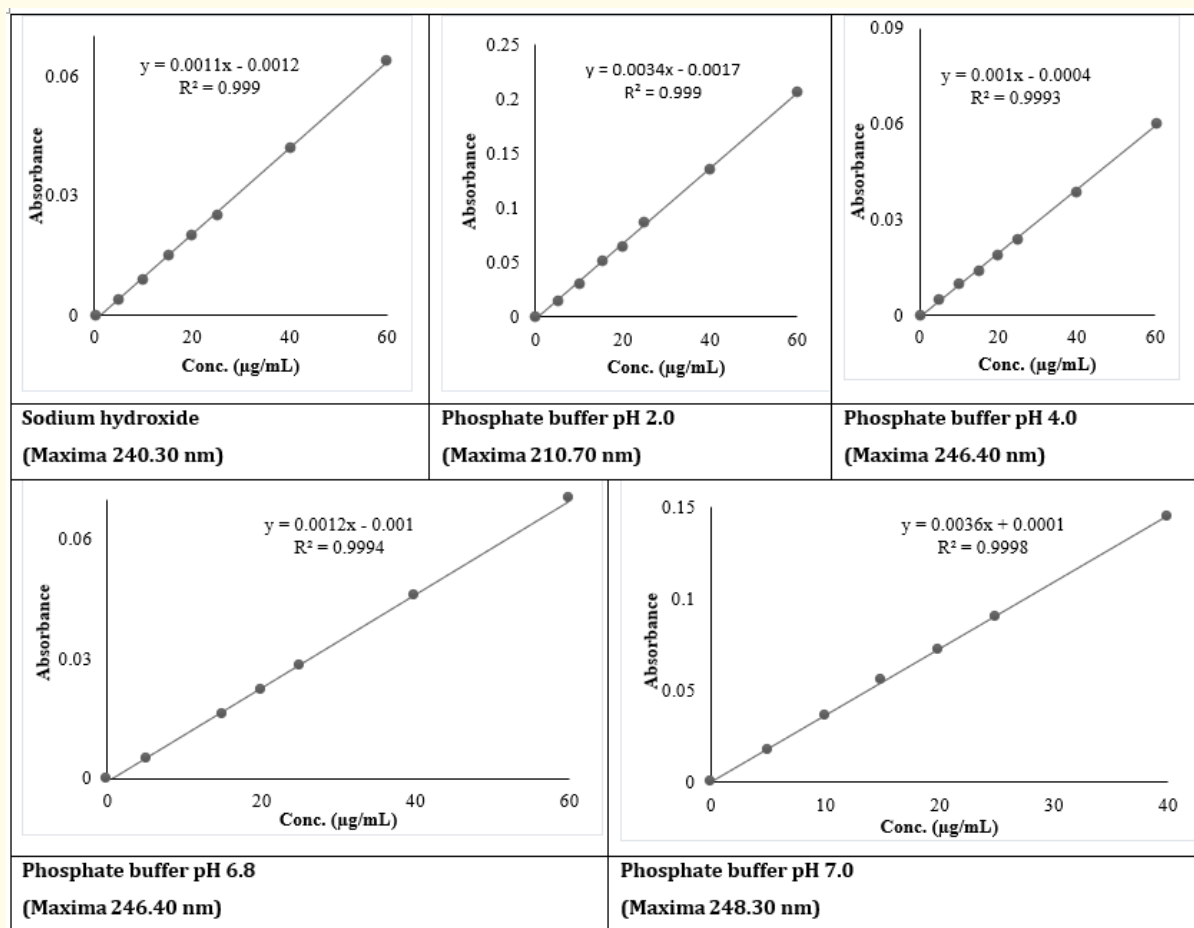 y = 0.0011x - 0.0012
R² = 0.999
0.06
0.03
0
Absorbance
0 20 40 60
Conc. (µg/mL)
Sodium hydroxide
(Maxima 240.30 nm)
0.25
y = 0.0034x - 0.0017
R² = 0.999
0.2
0.15
0.1
0.05
0
Absorbance
0 20 40 60
Conc. (µg/mL)
Phosphate buffer pH 2.0
(Maxima 210.70 nm)
0.09
y = 0.001x - 0.0004
R² = 0.9993
0.06
0.03
0
Absorbance
0 20 40 60
Conc. (µg/mL)
Phosphate buffer pH 4.0
(Maxima 246.40 nm)
y = 0.0012x - 0.001
R² = 0.9994
0.06
0.03
0
Absorbance
0 20 40 60
Conc. (µg/mL)
Phosphate buffer pH 6.8
(Maxima 246.40 nm)
0.15
y = 0.0036x + 0.0001
R² = 0.9998
0.1
0.05
0
Absorbance
0 10 20 30 40
Conc. (µg/mL)
Phosphate buffer pH 7.0
(Maxima 248.30 nm)